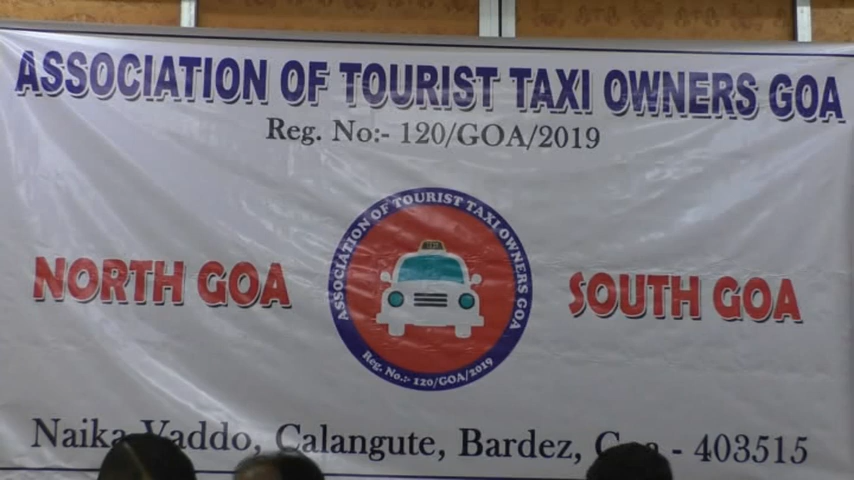 ASSOCIATION OF TOURIST TAXI OWNERS GOA
Reg. No:- 120/GOA/2019
ASSOCIATION OF TOURIST TAXI OWNERS GOA
NORTH GOA
SOUTH GOA
Reg. No.:- 120/GOA/2019
Naika Vaddo, Calangute, Bardez, Goa - 403515